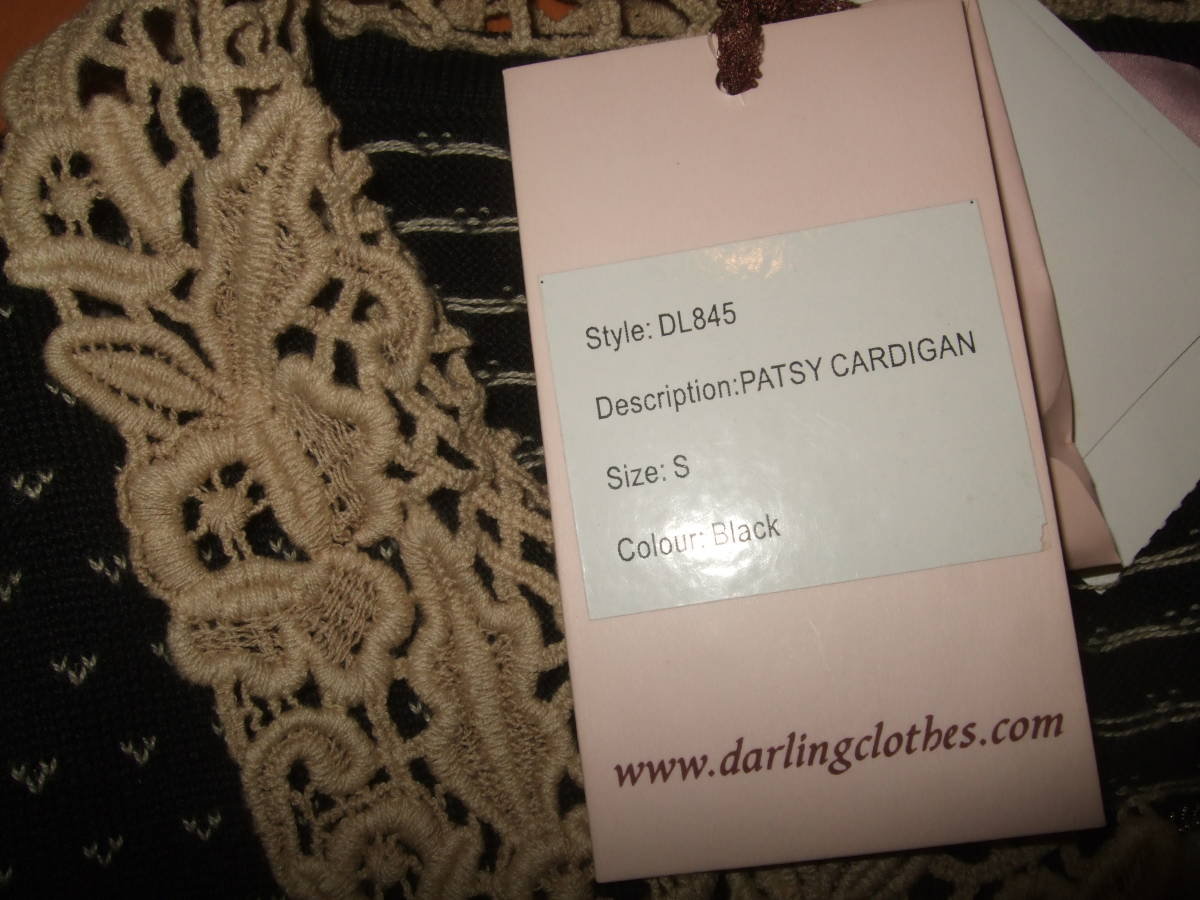 Style: DL845
Description:PATSY CARDIGAN
Size: S
Colour: Black
www.darlingclothes.com